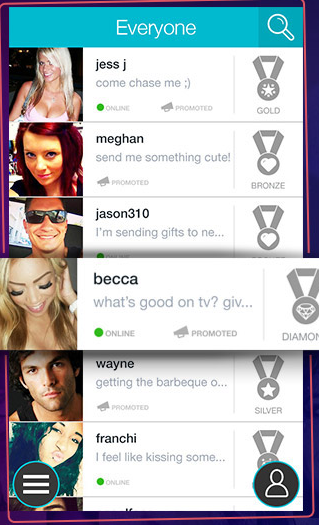 Everyone
jess j
come chase me ;)
ONLINE PROMOTED
GOLD
meghan
send me something cute!
PROMOTED
BRONZE
jason310
I'm sending gifts to ne...
becca
what's good on tv? giv...
ONLINE PROMOTED
DIAMON
wayne
getting the barbeque o...
PROMOTED
SILVER
franchi
I feel like kissing some...
ONLINE